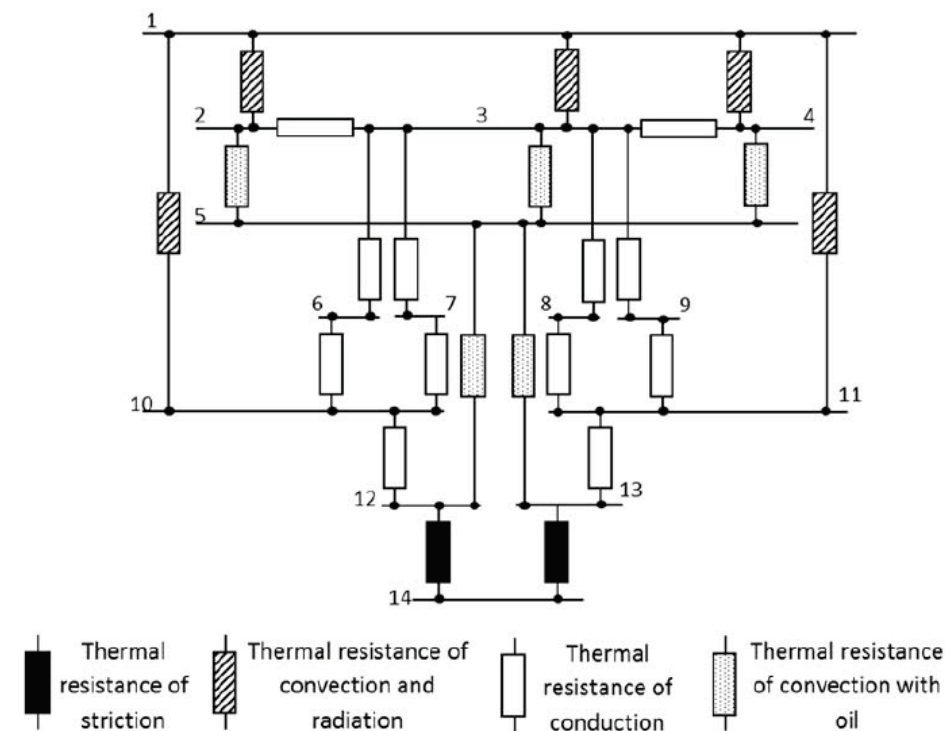 1
2 3 4
5
6 7 8 9
10 11
12 13
14
Thermal
resistance of
striction
Thermal resistance of
convection and
radiation
Thermal
resistance of
conduction
Thermal resistance
of convection with
oil